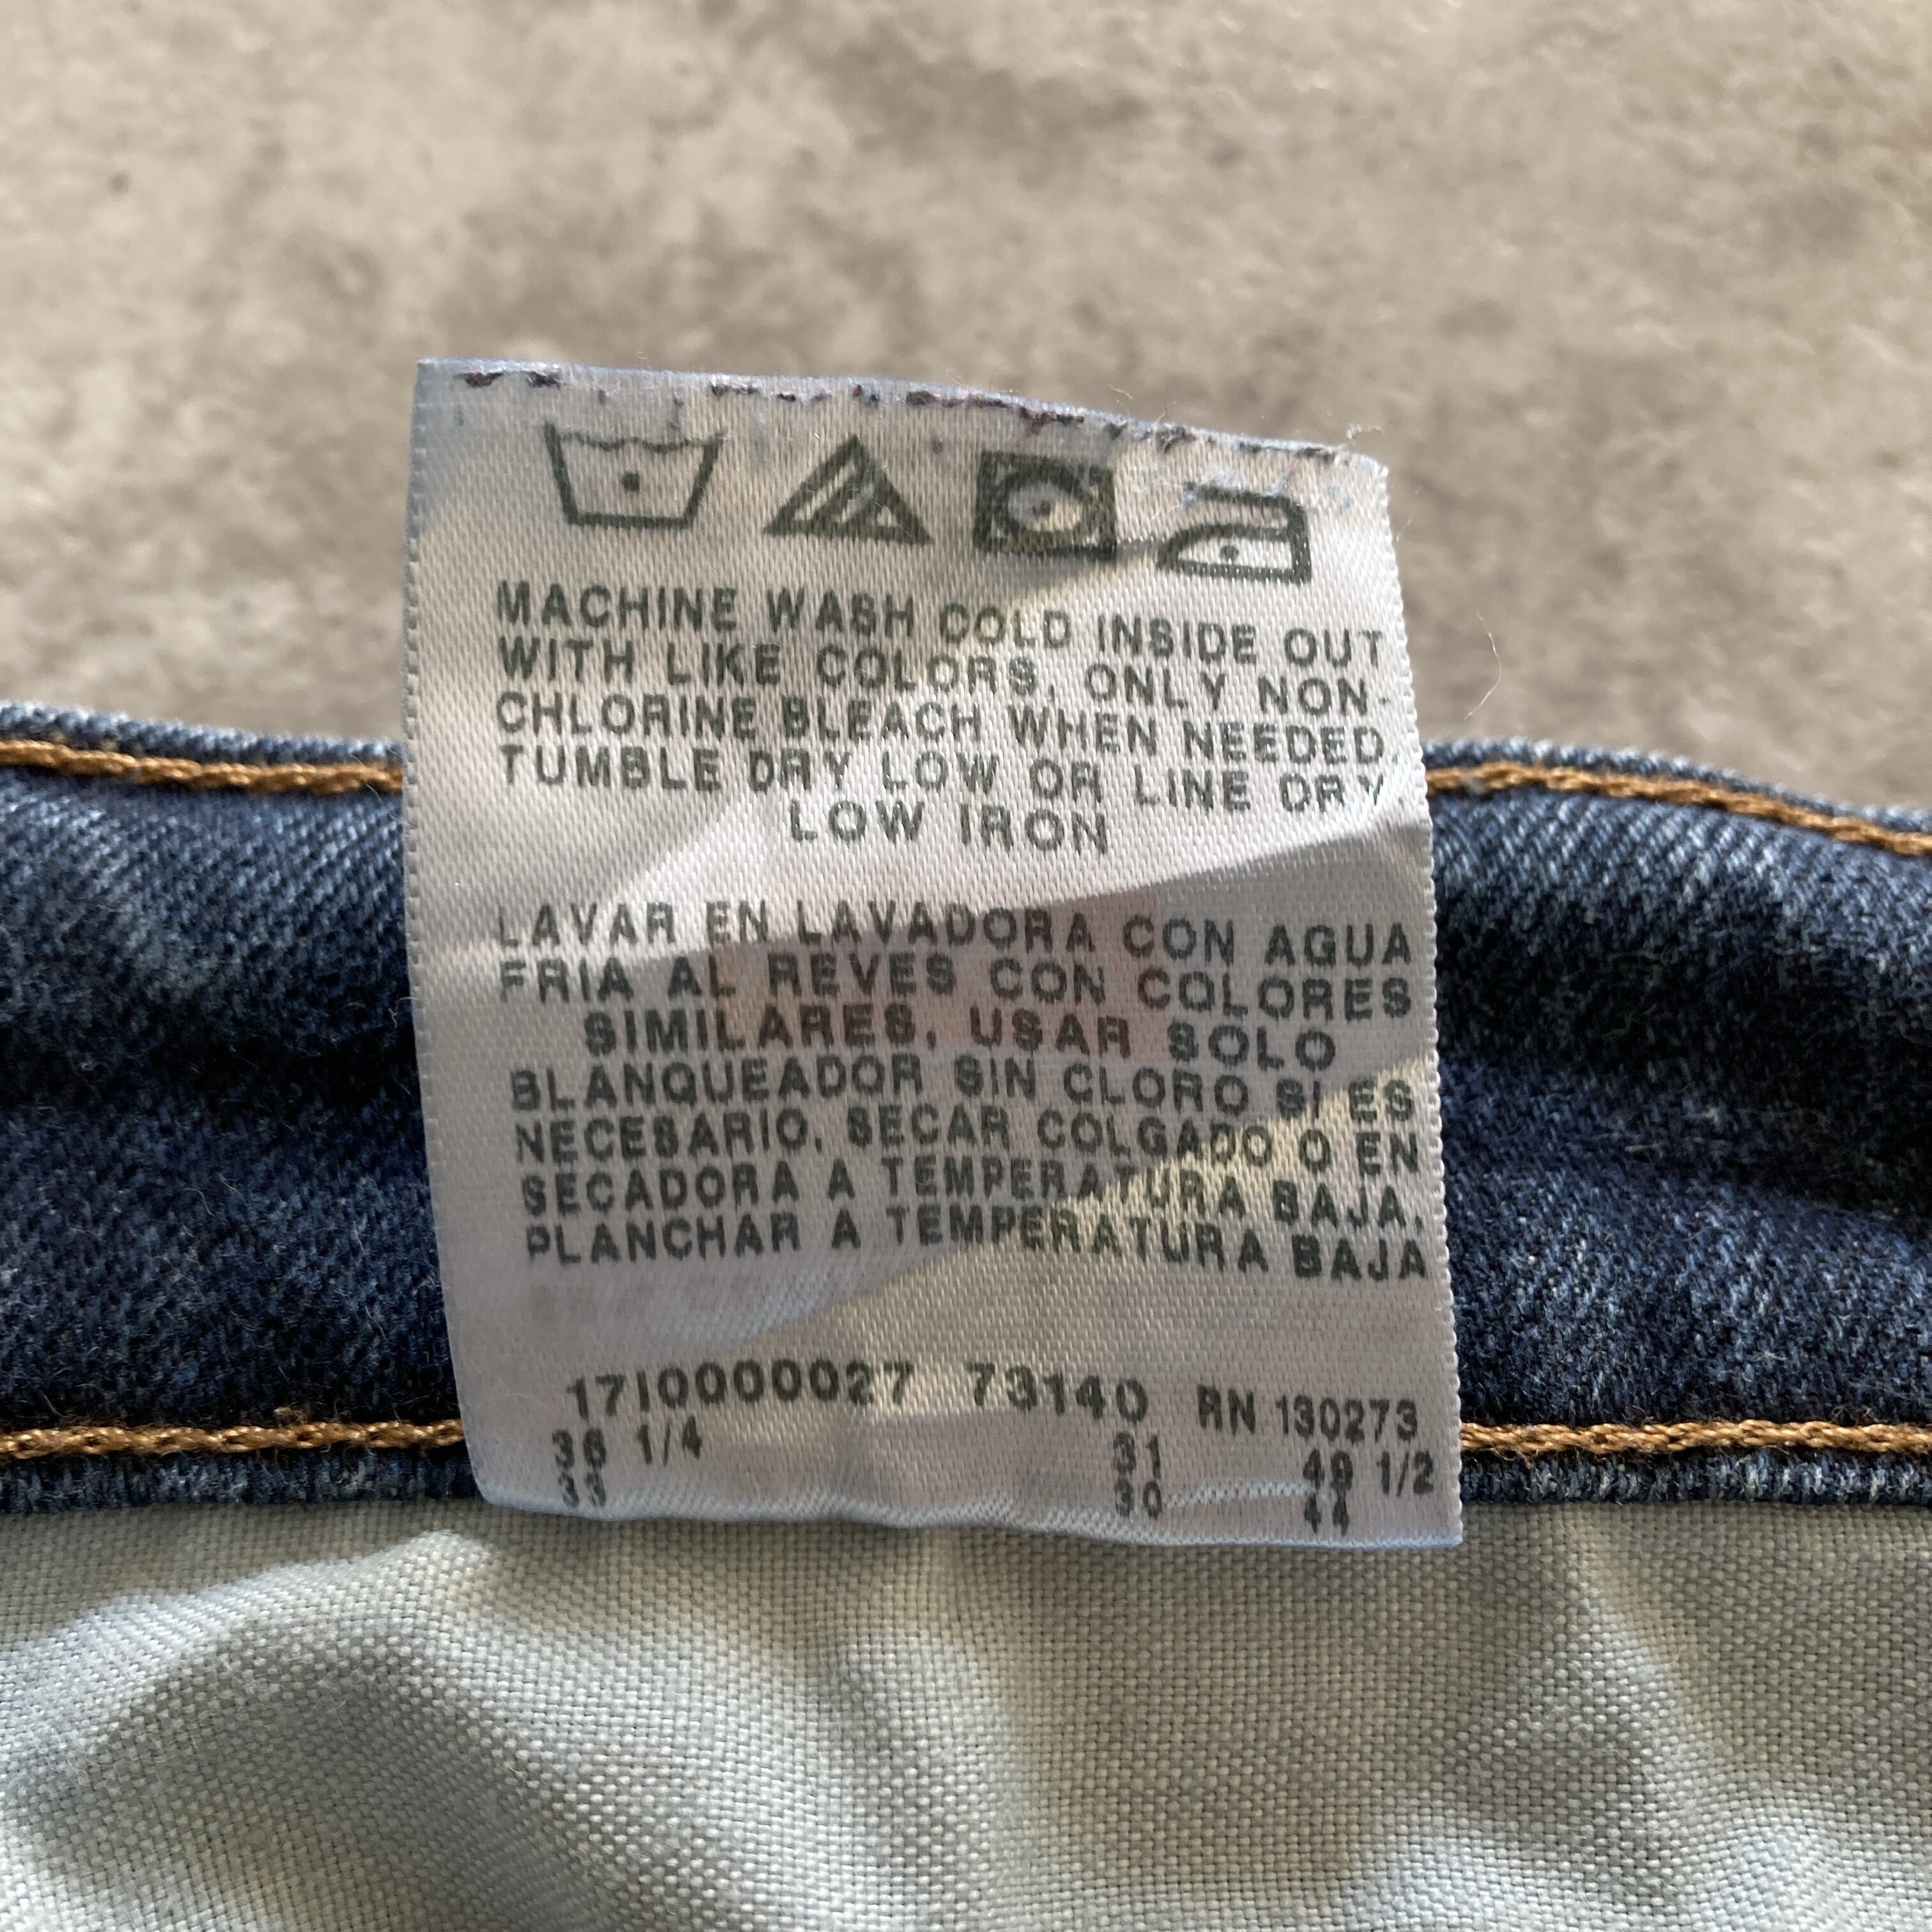 MACHINE WASH COLD INSIDE OUT
WITH LIKE COLORS, ONLY NON-
CHLORINE BLEACH WHEN NEEDED.
TUMBLE DRY LOW OR LINE DRY
LOW IRON
LAVAR EN LAVADORA CON AGUA
FRIA AL REVES CON COLORES
SIMILARES, USAR SOLO
BLANQUEADOR SIN CLORO SI ES
NECESARIO, SECAR COLGADO O EN
SECADORA A TEMPERATURA BAJA,
PLANCHAR A TEMPERATURA BAJA
17I0000027 73140 RN 130273
36 1/4 31 49 1/2
33 30 44